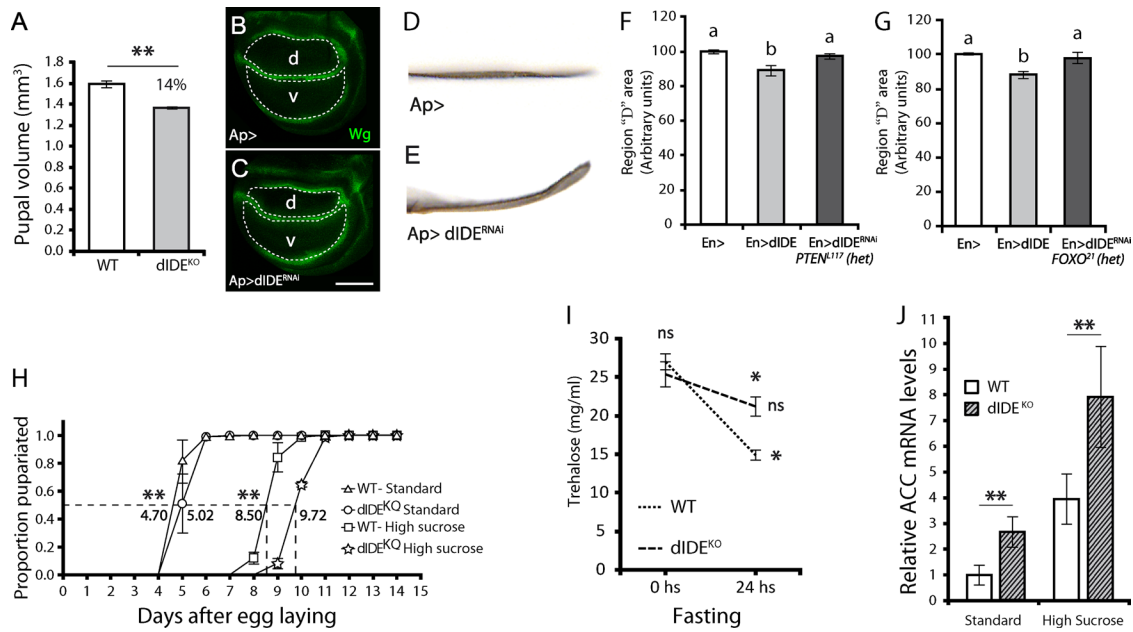 A
**
14%
1.8
1.6
1.4
1.2
1.0
0.8
0.6
0.4
0.2
0.0
Pupal volume (mm³)
WT
dIDEᴷᴼ
B
d
v
Ap>
Wg
C
d
v
Ap>dIDEᴿᴺᴬⁱ
D
Ap>
E
Ap> dIDEᴿᴺᴬⁱ
F
a
b
a
120
100
80
60
40
20
0
Region “D” area
(Arbitrary units)
En>
En>dIDE
En>dIDEᴿᴺᴬⁱ
PTENᴸ¹¹⁷ (het)
G
a
b
a
120
100
80
60
40
20
0
Region “D” area
(Arbitrary units)
En>
En>dIDE
En>dIDEᴿᴺᴬⁱ
FOXO²¹ (het)
H
Proportion pupariated
1.0
0.8
0.6
0.4
0.2
0.0
**
4.70
5.02
**
8.50
9.72
WT- Standard
dIDEᴷQ Standard
WT- High sucrose
dIDEᴷQ High sucrose
0 1 2 3 4 5 6 7 8 9 10 11 12 13 14 15
Days after egg laying
I
Trehalose (mg/ml)
30
25
20
15
10
5
0
ns
*
ns
*
WT
dIDEᴷᴼ
0 hs
24 hs
Fasting
J
Relative ACC mRNA levels
11
10
9
8
7
6
5
4
3
2
1
0
WT
dIDE ᴷᴼ
**
**
Standard
High Sucrose